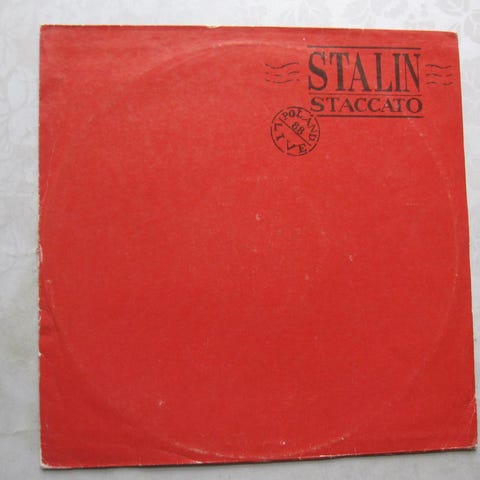 STALIN
STACCATO
POLAND
88
LIVE